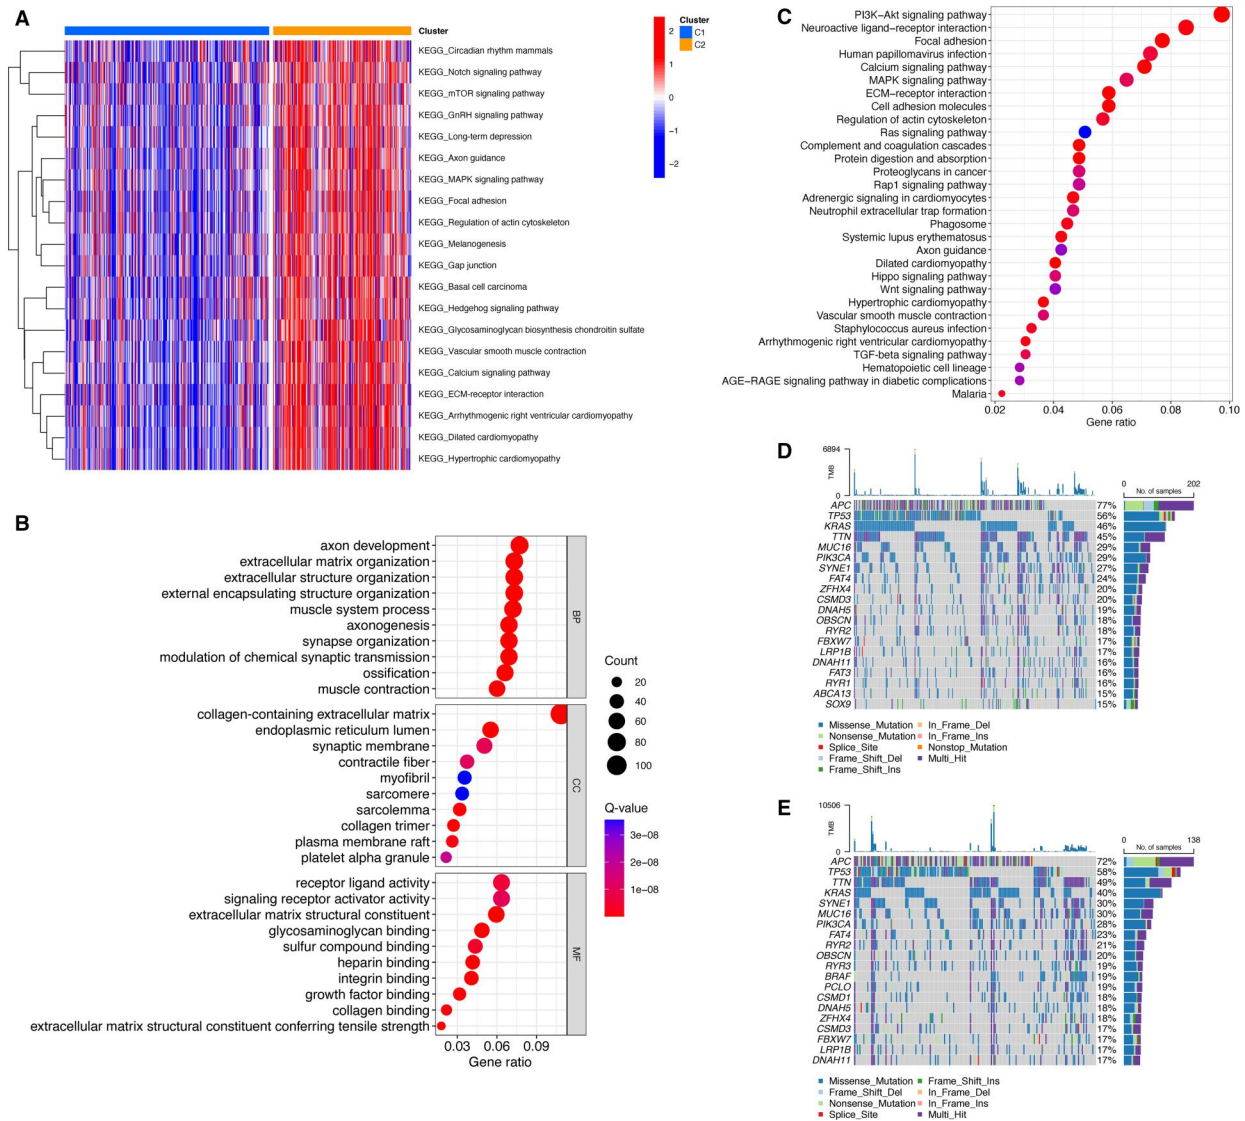 A
Cluster
C1
C2
Cluster
2
1
0
−1
−2
KEGG_Circadian rhythm mammals
KEGG_Notch signaling pathway
KEGG_mTOR signaling pathway
KEGG_GnRH signaling pathway
KEGG_Long-term depression
KEGG_Axon guidance
KEGG_MAPK signaling pathway
KEGG_Focal adhesion
KEGG_Regulation of actin cytoskeleton
KEGG_Melanogenesis
KEGG_Gap junction
KEGG_Basal cell carcinoma
KEGG_Hedgehog signaling pathway
KEGG_Glycosaminoglycan biosynthesis chondroitin sulfate
KEGG_Vascular smooth muscle contraction
KEGG_Calcium signaling pathway
KEGG_ECM-receptor interaction
KEGG_Arrhythmogenic right ventricular cardiomyopathy
KEGG_Dilated cardiomyopathy
KEGG_Hypertrophic cardiomyopathy
B
axon development
extracellular matrix organization
extracellular structure organization
external encapsulating structure organization
muscle system process
axonogenesis
synapse organization
modulation of chemical synaptic transmission
ossification
muscle contraction
BP
collagen-containing extracellular matrix
endoplasmic reticulum lumen
synaptic membrane
contractile fiber
myofibril
sarcomere
sarcolemma
collagen trimer
plasma membrane raft
platelet alpha granule
CC
receptor ligand activity
signaling receptor activator activity
extracellular matrix structural constituent
glycosaminoglycan binding
sulfur compound binding
heparin binding
integrin binding
growth factor binding
collagen binding
extracellular matrix structural constituent conferring tensile strength
MF
0.03 0.06 0.09
Gene ratio
Count
20
40
60
80
100
Q-value
3e−08
2e−08
1e−08
C
PI3K−Akt signaling pathway
Neuroactive ligand−receptor interaction
Focal adhesion
Human papillomavirus infection
Calcium signaling pathway
MAPK signaling pathway
ECM−receptor interaction
Cell adhesion molecules
Regulation of actin cytoskeleton
Ras signaling pathway
Complement and coagulation cascades
Protein digestion and absorption
Proteoglycans in cancer
Rap1 signaling pathway
Adrenergic signaling in cardiomyocytes
Neutrophil extracellular trap formation
Phagosome
Systemic lupus erythematosus
Axon guidance
Dilated cardiomyopathy
Hippo signaling pathway
Wnt signaling pathway
Hypertrophic cardiomyopathy
Vascular smooth muscle contraction
Staphylococcus aureus infection
Arrhythmogenic right ventricular cardiomyopathy
TGF-beta signaling pathway
Hematopoietic cell lineage
AGE−RAGE signaling pathway in diabetic complications
Malaria
0.02 0.04 0.06 0.08 0.10
Gene ratio
D
6894
TMB
0
0 202
No. of samples
APC 77%
TP53 56%
KRAS 46%
TTN 45%
MUC16 29%
PIK3CA 29%
SYNE1 27%
FAT4 24%
ZFHX4 20%
CSMD3 20%
DNAH5 19%
OBSCN 18%
RYR2 18%
FBXW7 17%
LRP1B 17%
DNAH11 16%
FAT3 16%
RYR1 16%
ABCA13 15%
SOX9 15%
Missense_Mutation In_Frame_Del
Nonsense_Mutation In_Frame_Ins
Splice_Site Nonstop_Mutation
Frame_Shift_Del Multi_Hit
Frame_Shift_Ins
E
10506
TMB
0
0 138
No. of samples
APC 72%
TP53 58%
TTN 49%
KRAS 40%
SYNE1 30%
MUC16 30%
PIK3CA 28%
FAT4 23%
RYR2 21%
OBSCN 20%
RYR3 19%
BRAF 19%
PCLO 19%
CSMD1 18%
DNAH5 18%
ZFHX4 18%
CSMD3 17%
FBXW7 17%
LRP1B 17%
DNAH11 17%
Missense_Mutation Frame_Shift_Ins
Frame_Shift_Del In_Frame_Del
Nonsense_Mutation In_Frame_Ins
Splice_Site Multi_Hit